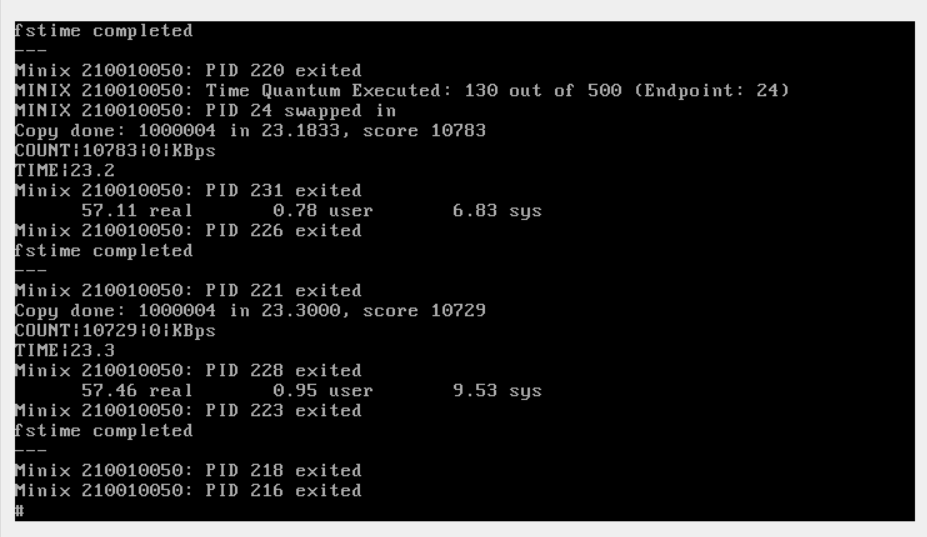 fstime completed
---
Minix 210010050: PID 220 exited
MINIX 210010050: Time Quantum Executed: 130 out of 500 (Endpoint: 24)
MINIX 210010050: PID 24 swapped in
Copy done: 1000004 in 23.1833, score 10783
COUNT|10783|0|KBps
TIME|23.2
Minix 210010050: PID 231 exited
57.11 real 0.78 user 6.83 sys
Minix 210010050: PID 226 exited
fstime completed
---
Minix 210010050: PID 221 exited
Copy done: 1000004 in 23.3000, score 10729
COUNT|10729|0|KBps
TIME|23.3
Minix 210010050: PID 228 exited
57.46 real 0.95 user 9.53 sys
Minix 210010050: PID 223 exited
fstime completed
---
Minix 210010050: PID 218 exited
Minix 210010050: PID 216 exited
#